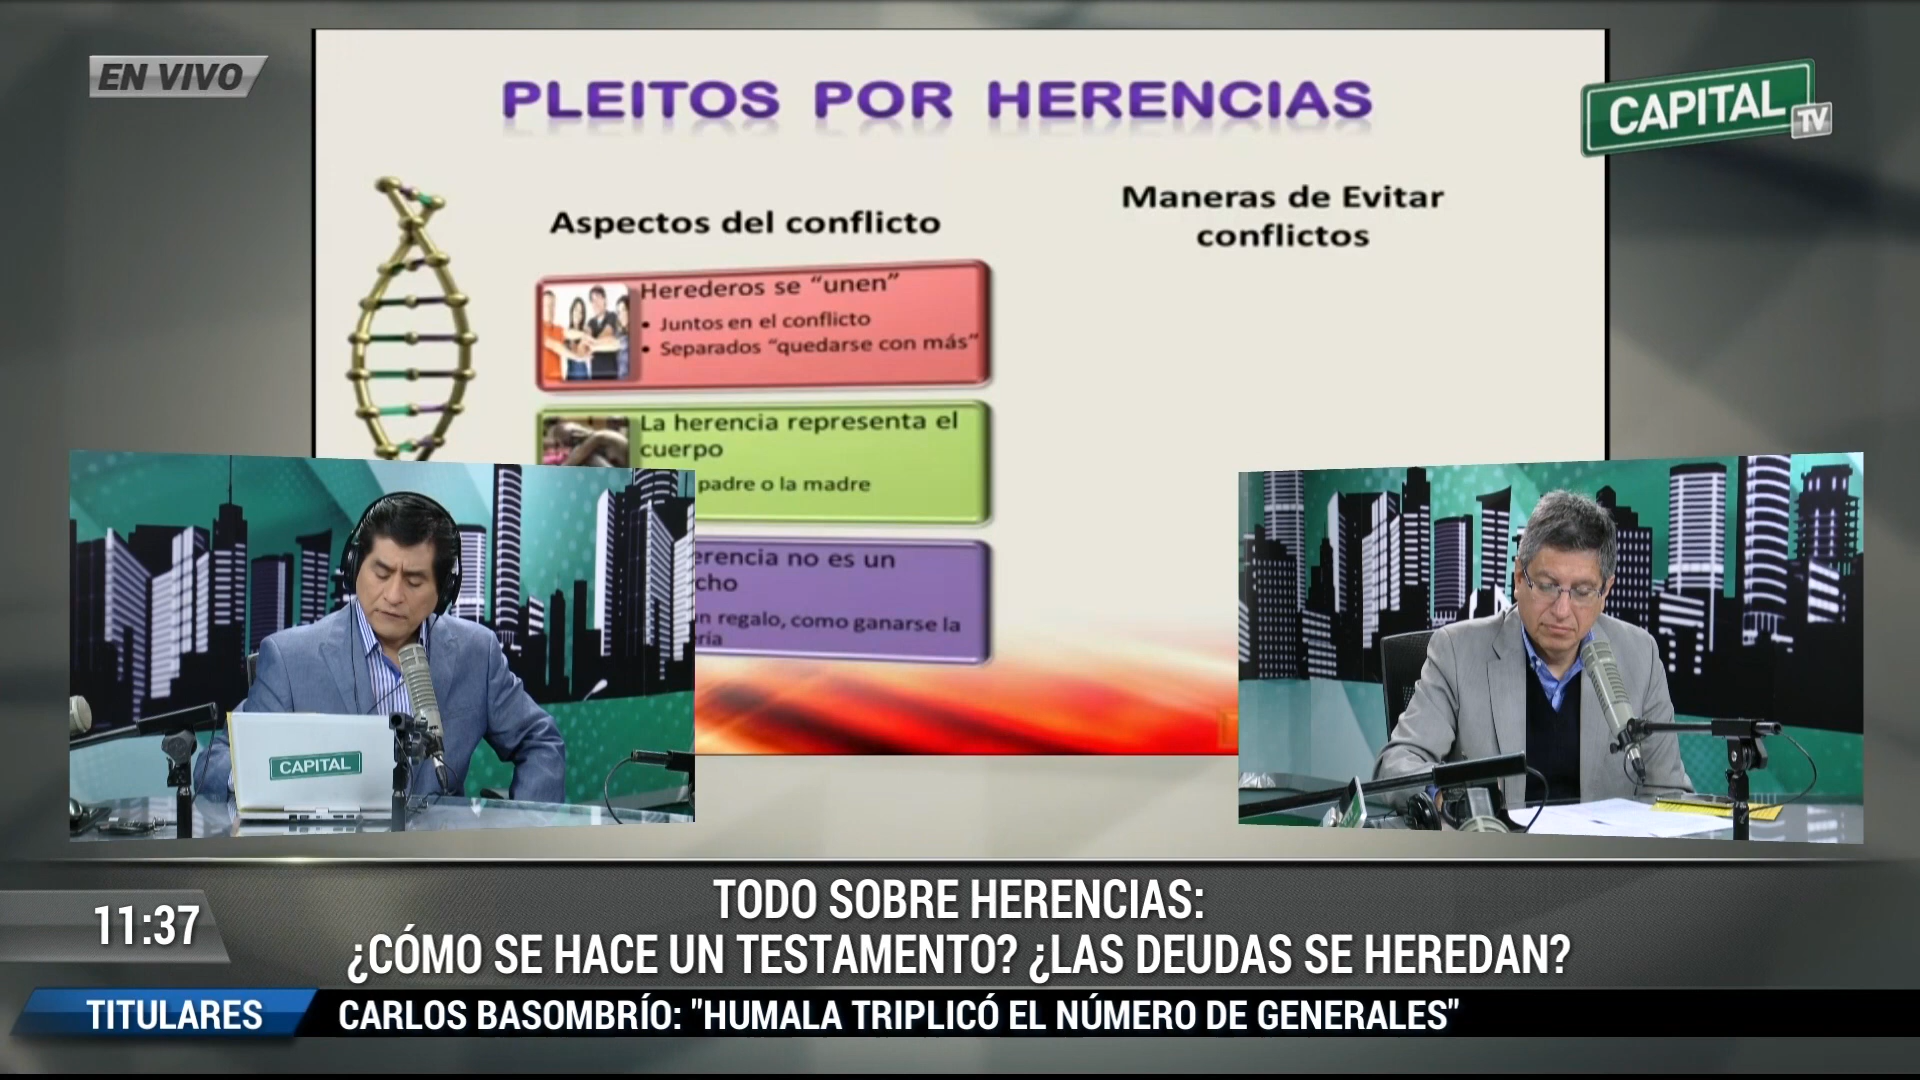 EN VIVO
PLEITOS POR HERENCIAS
CAPITAL TV
Aspectos del conflicto
Maneras de Evitar
conflictos
Herederos se “unen”
• Juntos en el conflicto
• Separados “quedarse con más”
La herencia representa el
cuerpo
padre o la madre
erencia no es un
cho
n regalo, como ganarse la
ría
CAPITAL
11:37
TODO SOBRE HERENCIAS:
¿CÓMO SE HACE UN TESTAMENTO? ¿LAS DEUDAS SE HEREDAN?
TITULARES
CARLOS BASOMBRÍO: "HUMALA TRIPLICÓ EL NÚMERO DE GENERALES"